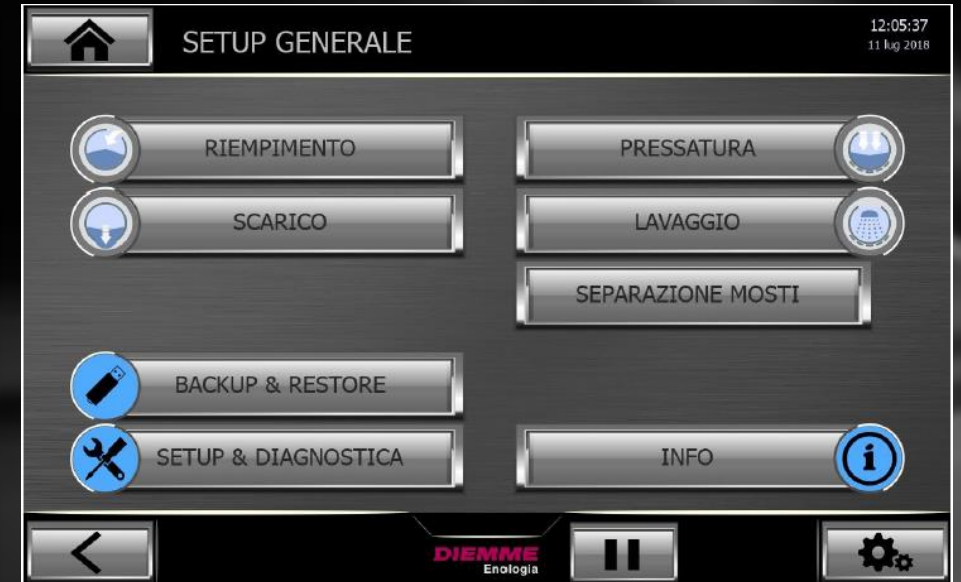 SETUP GENERALE
12:05:37
11 lug 2018
RIEMPIMENTO
PRESSATURA
SCARICO
LAVAGGIO
SEPARAZIONE MOSTI
BACKUP & RESTORE
SETUP & DIAGNOSTICA
INFO
DIEMME
Enologia